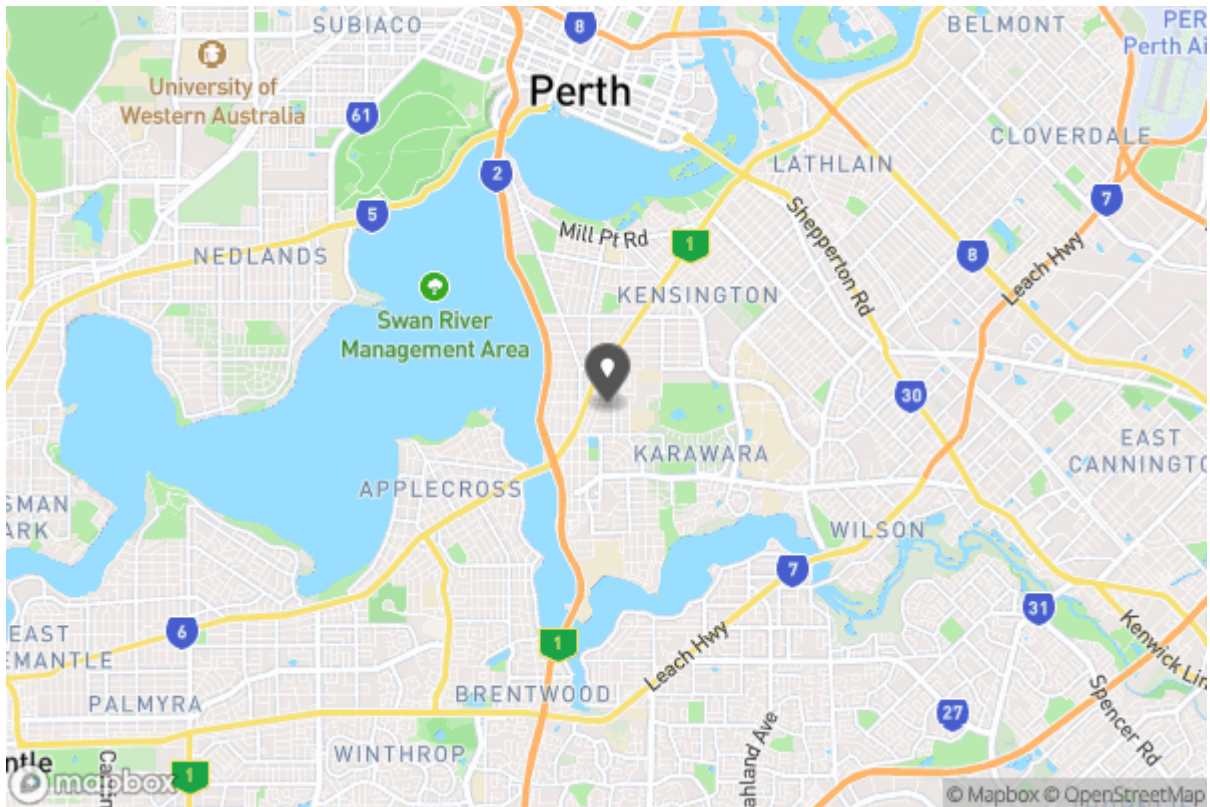 SUBIACO
8
BELMONT
PER
Perth Ai
University of
Western Australia
Perth
61
CLOVERDALE
LATHLAIN
2
7
5
Mill Pt Rd
1
Shepperton Rd
NEDLANDS
8
Leach Hwy
KENSINGTON
Swan River
Management Area
30
EAST
CANNINGTO
KARAWARA
APPLECROSS
SMAN
ARK
WILSON
7
31
6
EAST
EMANTLE
1
Leach Hwy
Kenwick Lin
BRENTWOOD
PALMYRA
Spencer Rd
27
WINTHROP
ahland Ave
ntle
1
mapbox
© Mapbox © OpenStreetMap